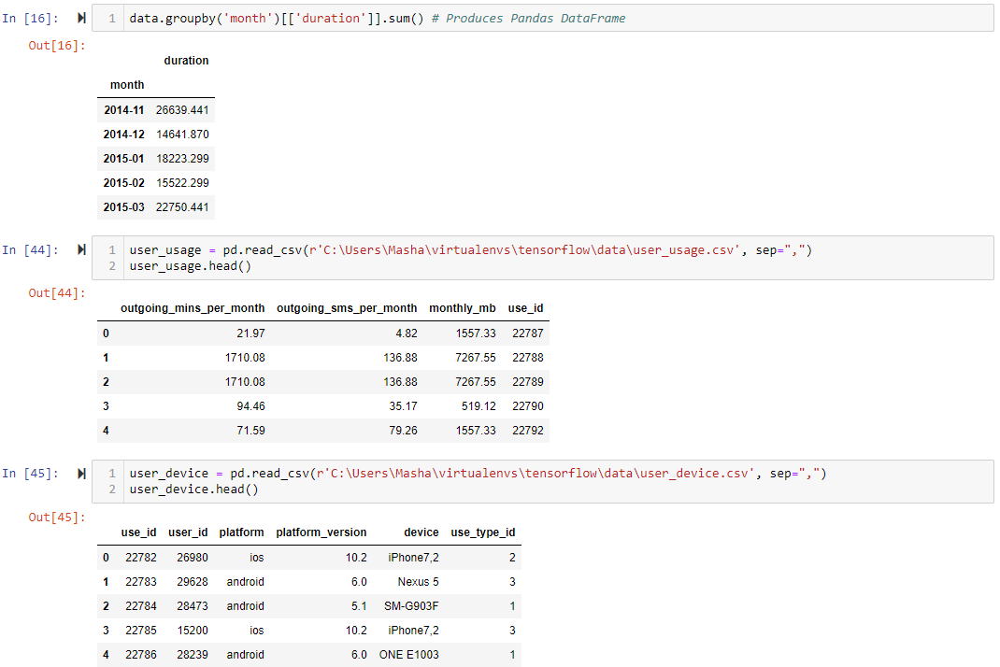 In [16]: 1 data.groupby('month')[['duration']].sum() # Produces Pandas DataFrame
Out[16]:
duration
month
2014-11 26639.441
2014-12 14641.870
2015-01 18223.299
2015-02 15522.299
2015-03 22750.441
In [44]: 1 user_usage = pd.read_csv(r'C:\Users\Masha\virtualenvs\tensorflow\data\user_usage.csv', sep=",")
2 user_usage.head()
Out[44]:
outgoing_mins_per_month outgoing_sms_per_month monthly_mb use_id
0 21.97 4.82 1557.33 22787
1 1710.08 136.88 7267.55 22788
2 1710.08 136.88 7267.55 22789
3 94.46 35.17 519.12 22790
4 71.59 79.26 1557.33 22792
In [45]: 1 user_device = pd.read_csv(r'C:\Users\Masha\virtualenvs\tensorflow\data\user_device.csv', sep=",")
2 user_device.head()
Out[45]:
use_id user_id platform platform_version device use_type_id
0 22782 26980 ios 10.2 iPhone7,2 2
1 22783 29628 android 6.0 Nexus 5 3
2 22784 28473 android 5.1 SM-G903F 1
3 22785 15200 ios 10.2 iPhone7,2 3
4 22786 28239 android 6.0 ONE E1003 1